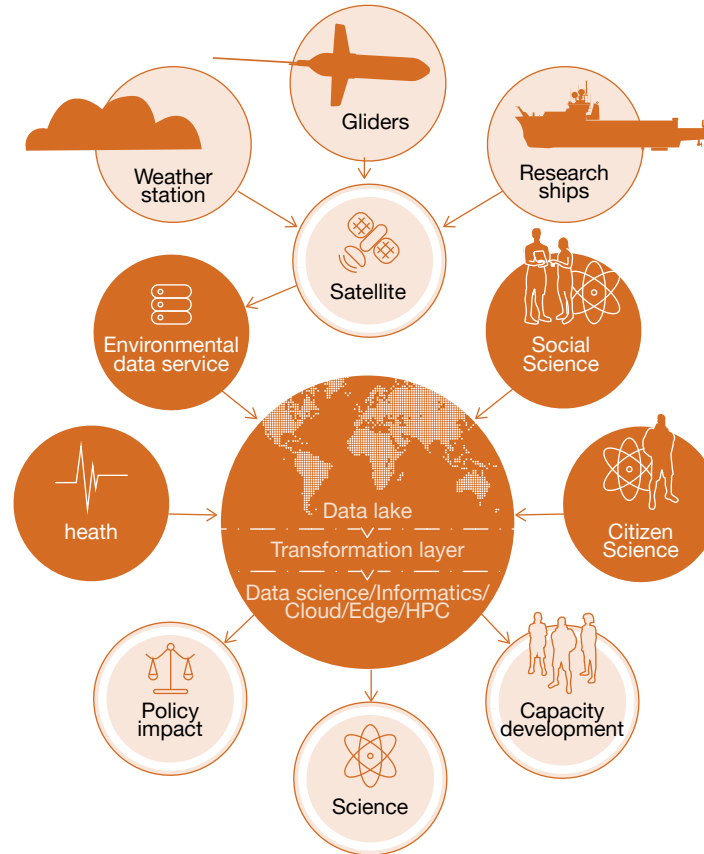 Gliders
Weather
station
Research
ships
Satellite
Environmental
data service
Social
Science
heath
Citizen
Science
Data lake
Transformation layer
Data science/Informatics/
Cloud/Edge/HPC
Policy
impact
Capacity
development
Science